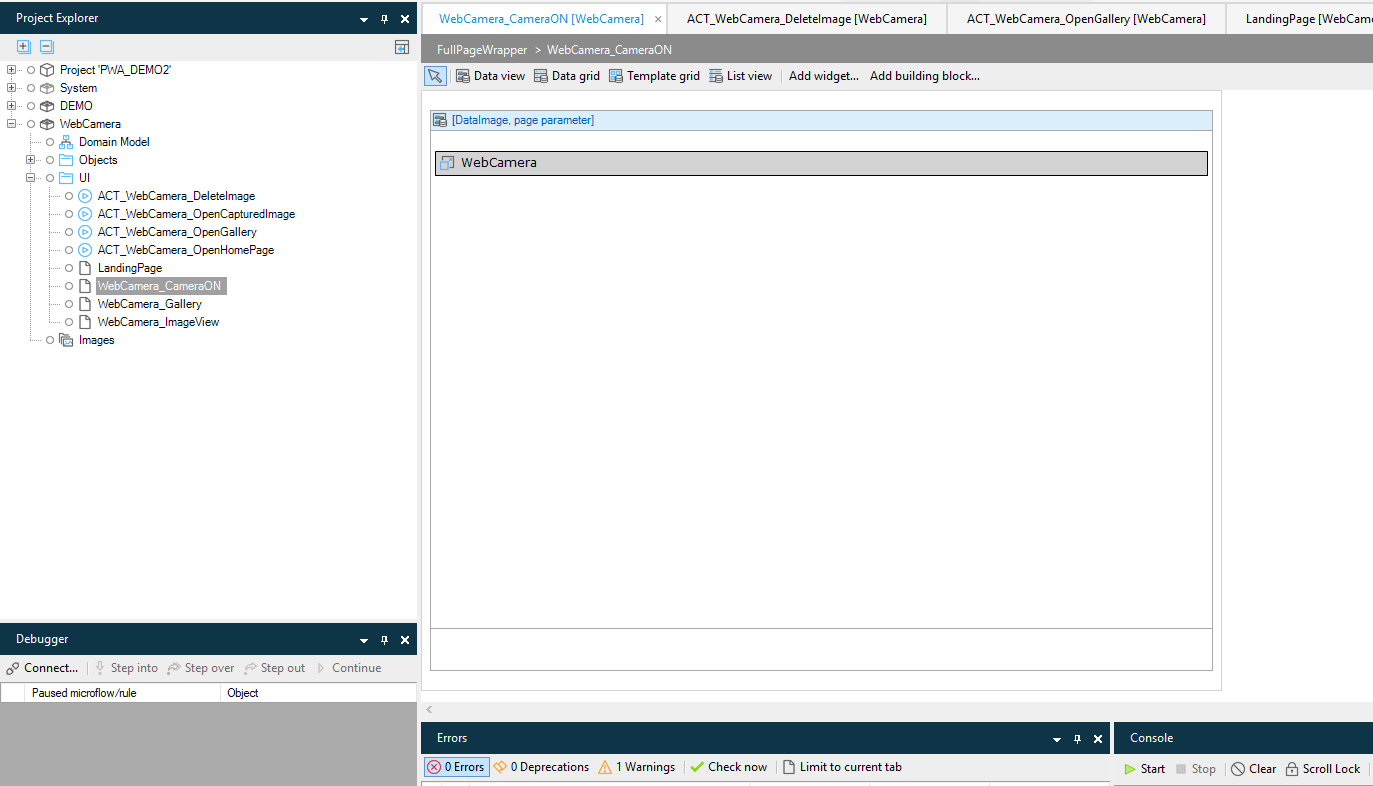 Project Explorer
Project 'PWA_DEMO2'
System
DEMO
WebCamera
Domain Model
Objects
UI
ACT_WebCamera_DeleteImage
ACT_WebCamera_OpenCapturedImage
ACT_WebCamera_OpenGallery
ACT_WebCamera_OpenHomePage
LandingPage
WebCamera_CameraON
WebCamera_Gallery
WebCamera_ImageView
Images
Debugger
Connect... Step into Step over Step out Continue
Paused microflow/rule Object
WebCamera_CameraON [WebCamera] × ACT_WebCamera_DeleteImage [WebCamera] ACT_WebCamera_OpenGallery [WebCamera] LandingPage [WebCame
FullPageWrapper > WebCamera_CameraON
Data view Data grid Template grid List view Add widget... Add building block...
[DataImage, page parameter]
WebCamera
Errors
0 Errors 0 Deprecations 1 Warnings Check now Limit to current tab
Console
Start Stop Clear Scroll Lock